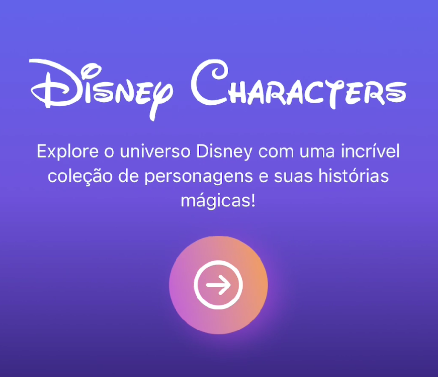 Disney Characters
Explore o universo Disney com uma incrível
coleção de personagens e suas histórias
mágicas!